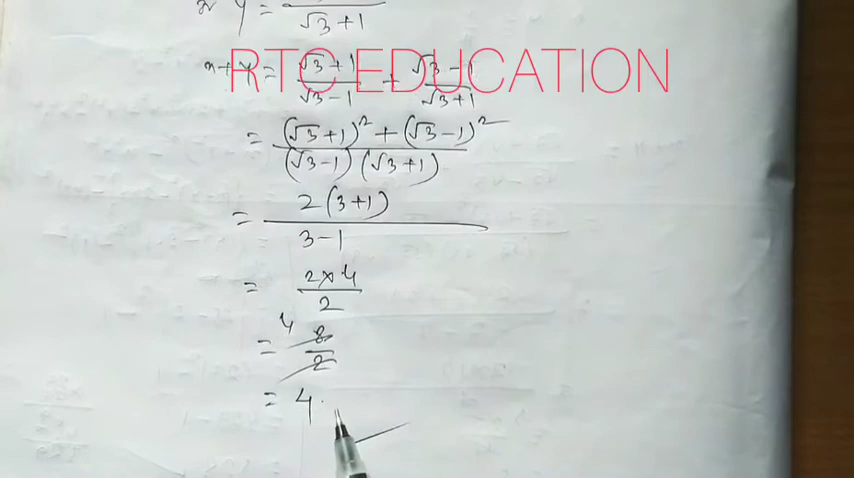 y =
√3+1
RTC EDUCATION
x+y = √3+1/√3-1 + √3-1/√3+1
= (√3+1)²+(√3-1)²/(√3-1)(√3+1)
= 2(3+1)/3-1
= 2×4/2
= 4 8/2
= 4.